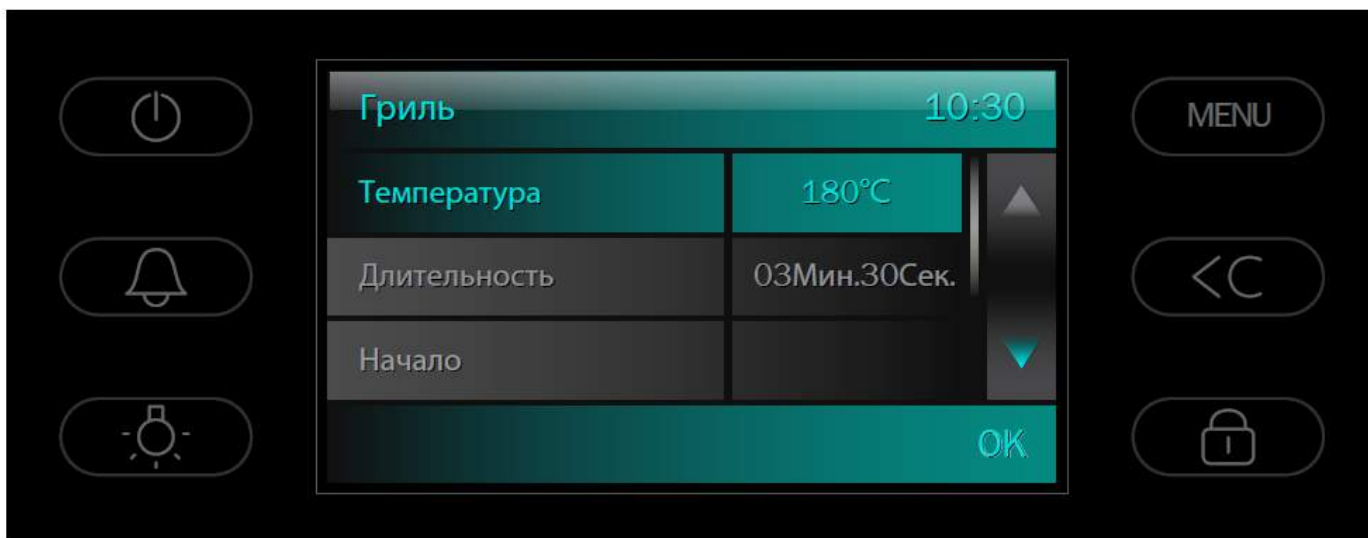 Гриль 10:30
MENU
Температура 180°C
Длительность 03Мин.30Сек.
<C
Начало
OK